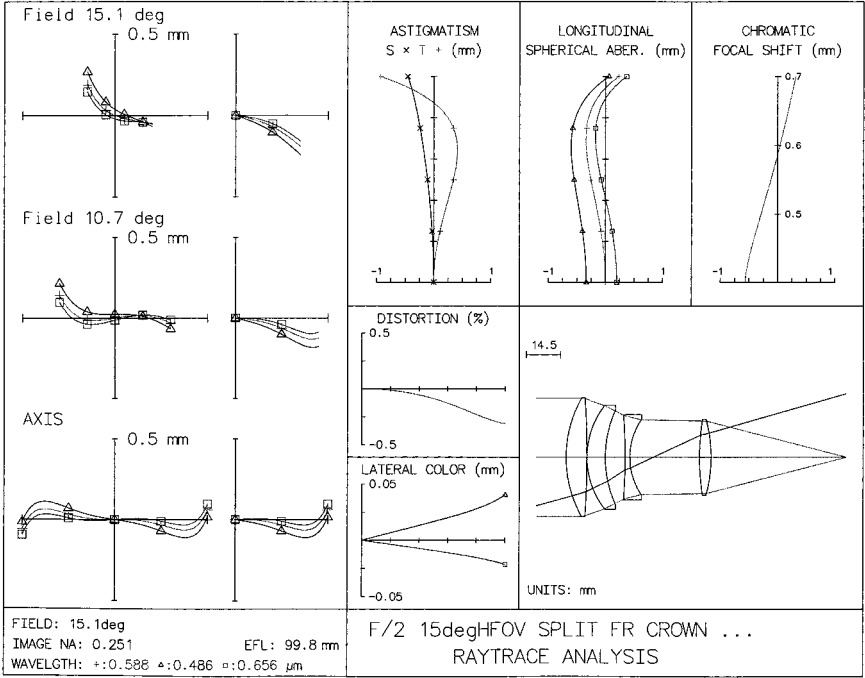 Field 15.1 deg
0.5 mm
Field 10.7 deg
0.5 mm
AXIS
0.5 mm
ASTIGMATISM
S × T + (mm)
-1
1
LONGITUDINAL
SPHERICAL ABER. (mm)
-1
1
CHROMATIC
FOCAL SHIFT (mm)
0.7
0.6
0.5
-1
1
DISTORTION (%)
0.5
-0.5
LATERAL COLOR (mm)
0.05
-0.05
14.5
UNITS: mm
FIELD: 15.1deg
IMAGE NA: 0.251 EFL: 99.8 mm
WAVELGTH: +:0.588 ▵:0.486 ▫:0.656 μm
F/2 15degHFOV SPLIT FR CROWN ...
RAYTRACE ANALYSIS